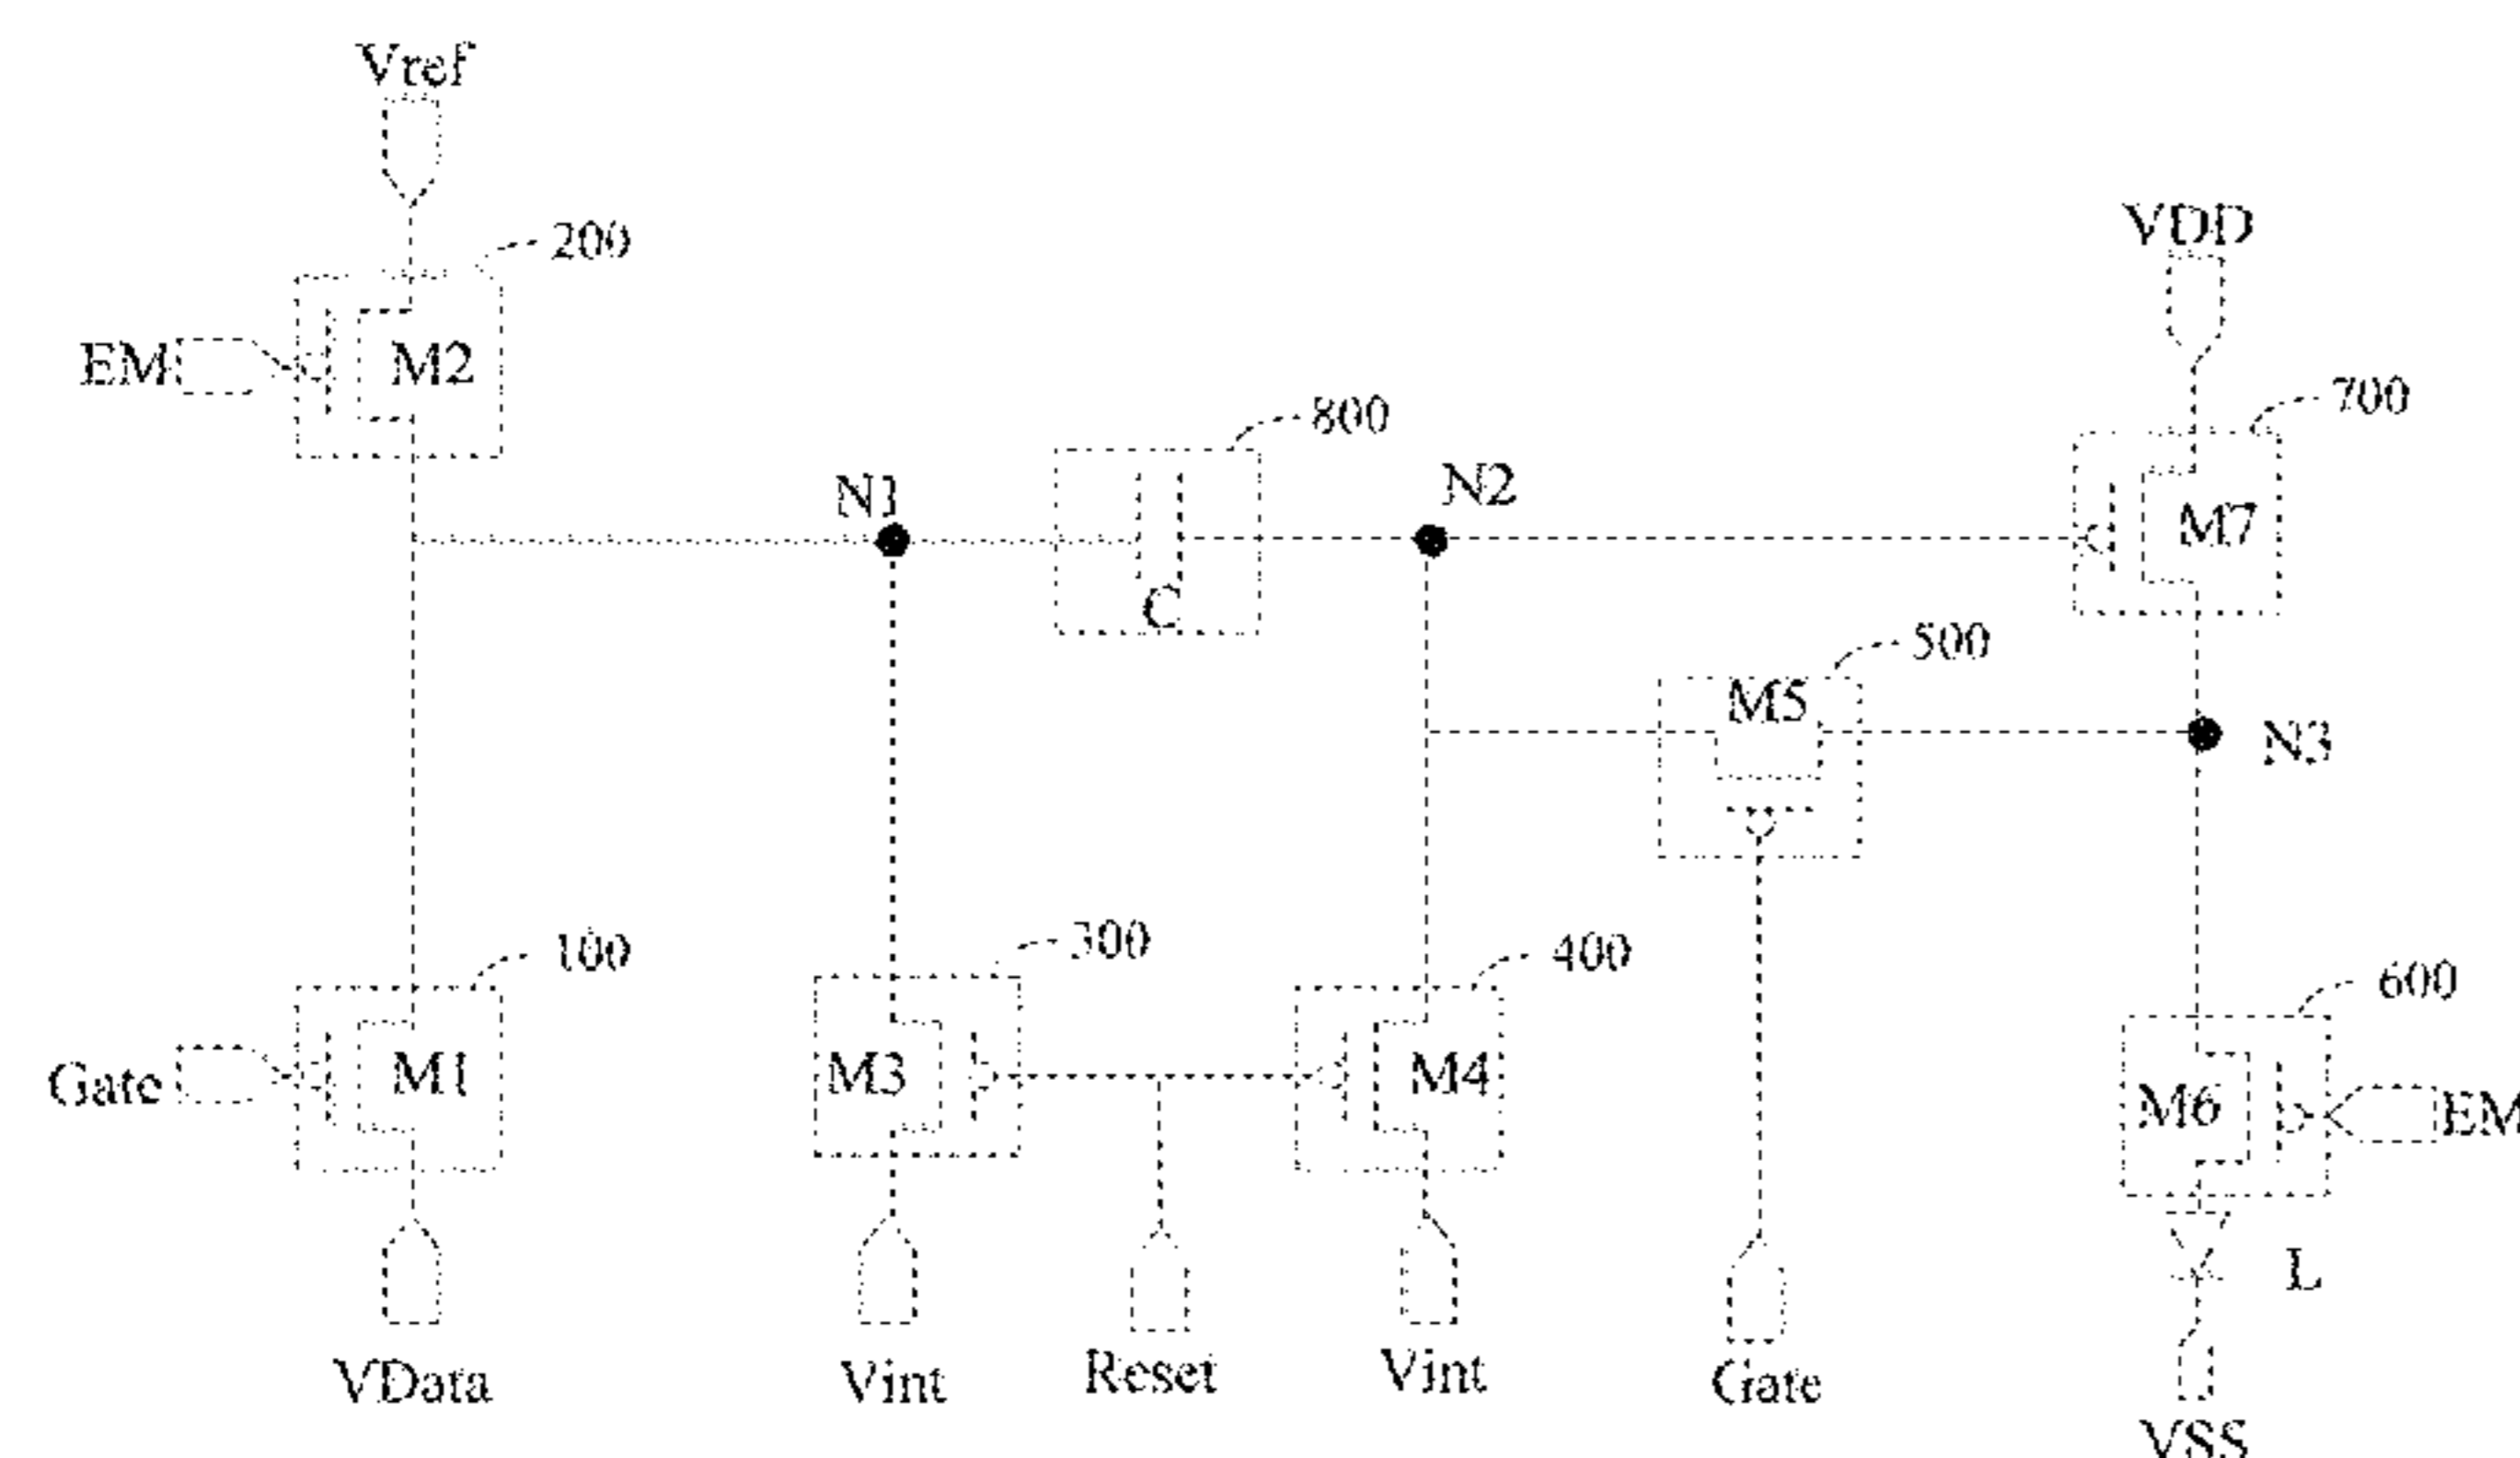 Vref
200
VDD
EM
M2
700
800
N1
N2
M7
C
500
M5
N3
100
300
400
600
Gate
M1
M3
M4
M6
EM
L
VData
Vint
Reset
Vint
Gate
VSS